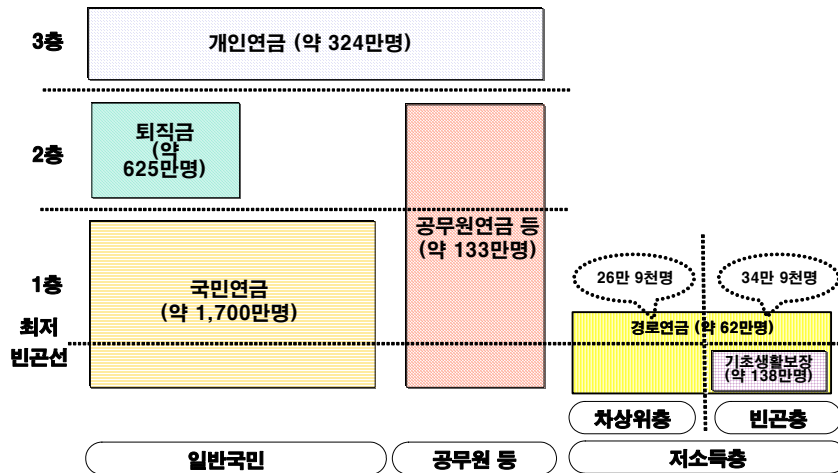 3층
개인연금 (약 324만명)
2층
퇴직금
(약
625만명)
공무원연금 등
(약 133만명)
1층
국민연금
(약 1,700만명)
26만 9천명
34만 9천명
최저
빈곤선
경로연금 (약 62만명)
기초생활보장
(약 138만명)
차상위층
빈곤층
일반국민
공무원 등
저소득층